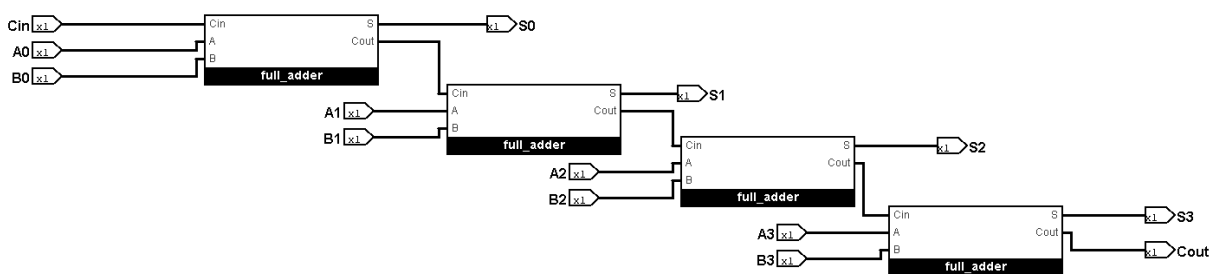 Cin x1 Cin S x1 S0
A0 x1 A Cout
B0 x1 B
full_adder
Cin S x1 S1
A1 x1 A Cout
B1 x1 B
full_adder
Cin S x1 S2
A2 x1 A Cout
B2 x1 B
full_adder
Cin S x1 S3
A3 x1 A Cout x1 Cout
B3 x1 B
full_adder